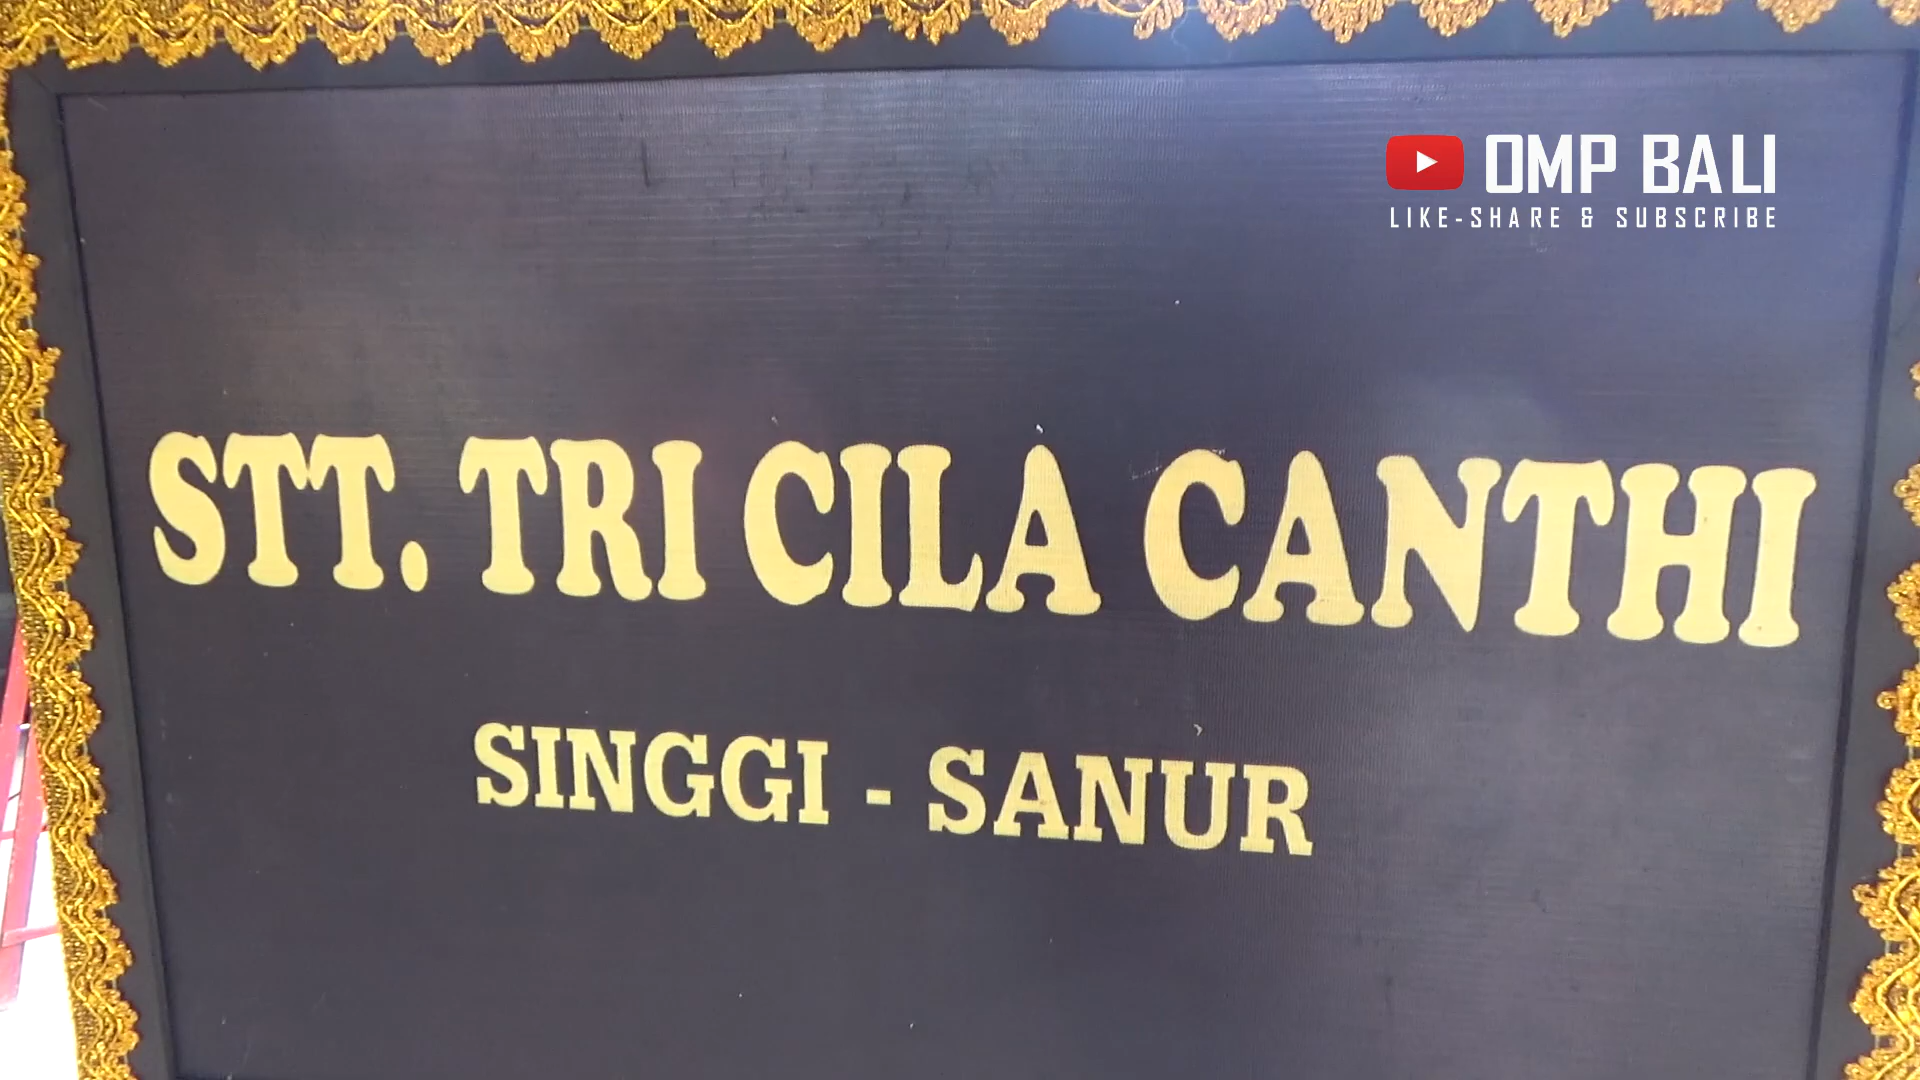 OMP BALI
LIKE-SHARE & SUBSCRIBE
STT. TRI CILA CANTHI
SINGGI - SANUR